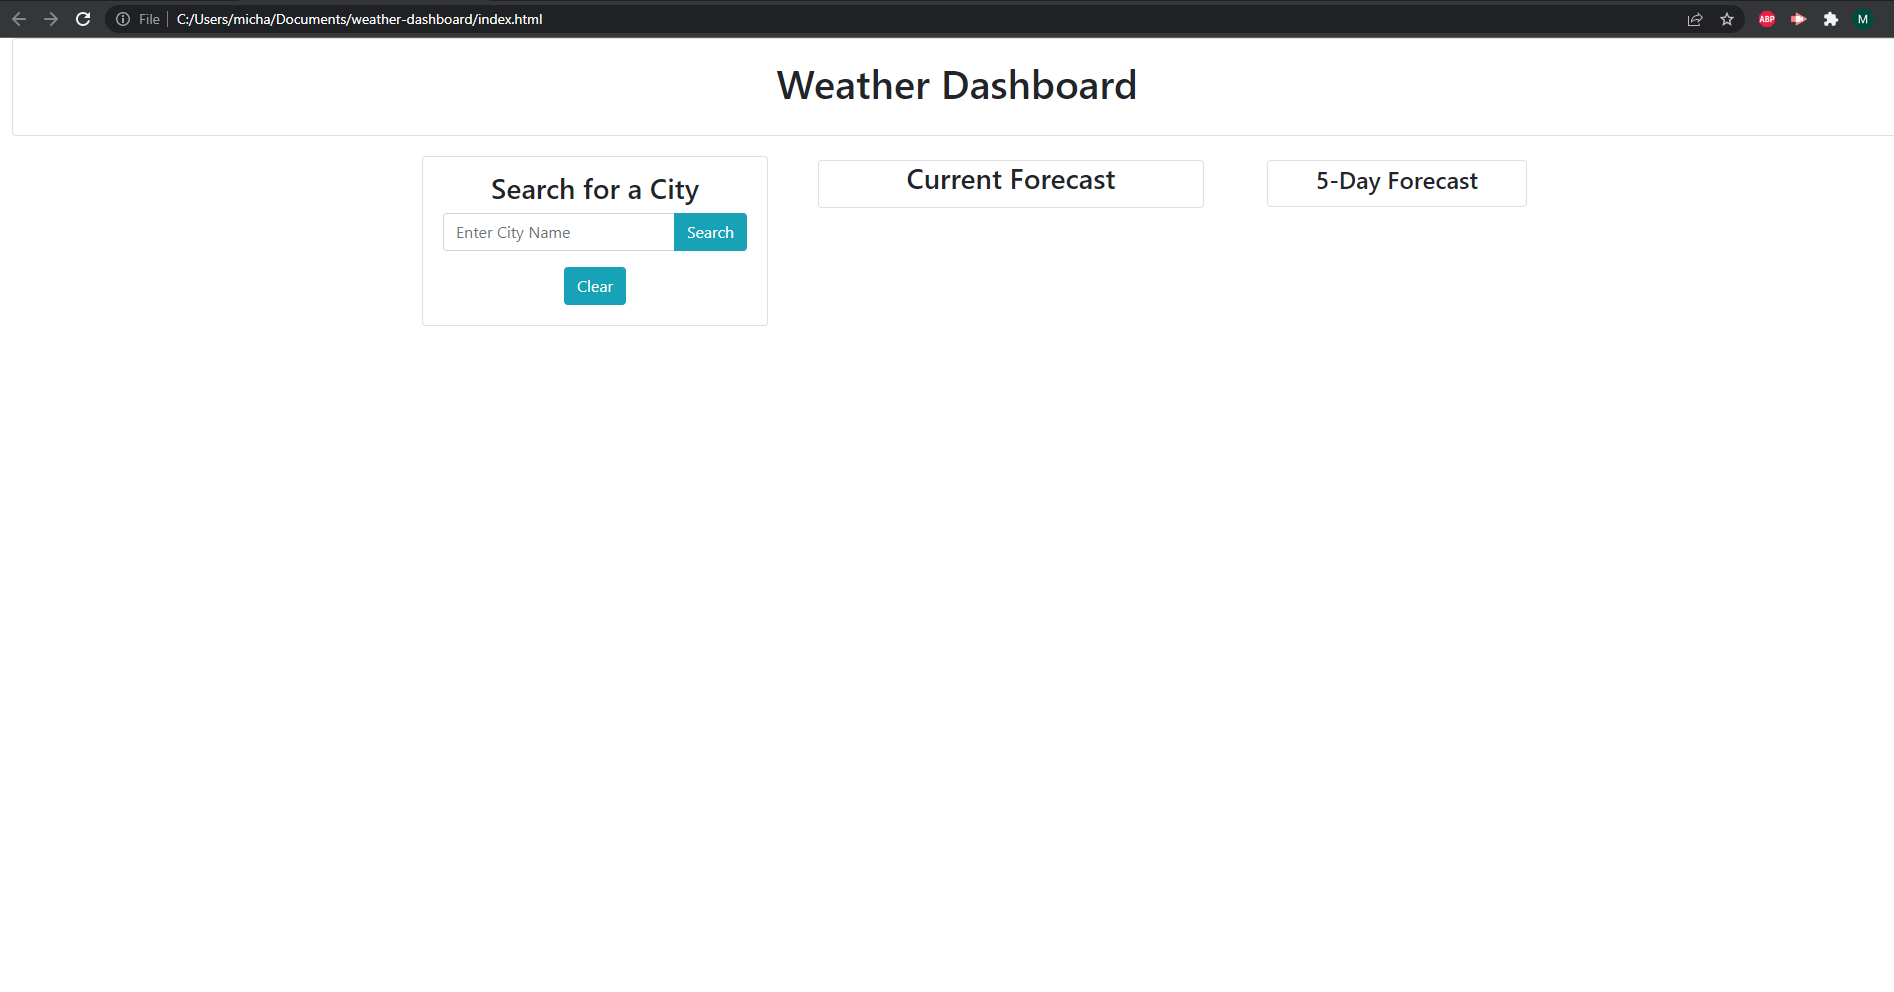 File C:/Users/micha/Documents/weather-dashboard/index.html ABP M
Weather Dashboard
Search for a City
Enter City Name Search
Clear
Current Forecast
5-Day Forecast